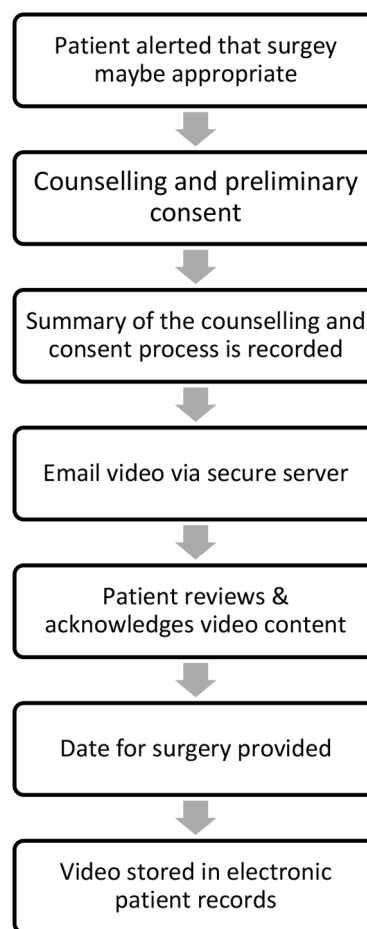 Patient alerted that surgey
maybe appropriate
Counselling and preliminary
consent
Summary of the counselling and
consent process is recorded
Email video via secure server
Patient reviews &
acknowledges video content
Date for surgery provided
Video stored in electronic
patient records